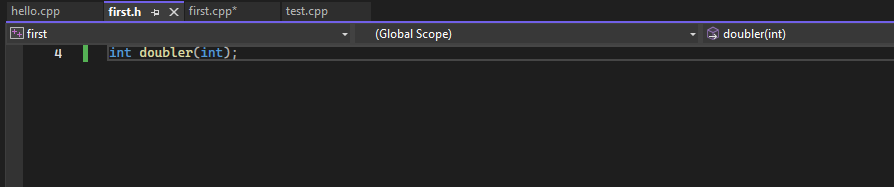 hello.cpp first.h first.cpp* test.cpp
first (Global Scope) doubler(int)
4 int doubler(int);